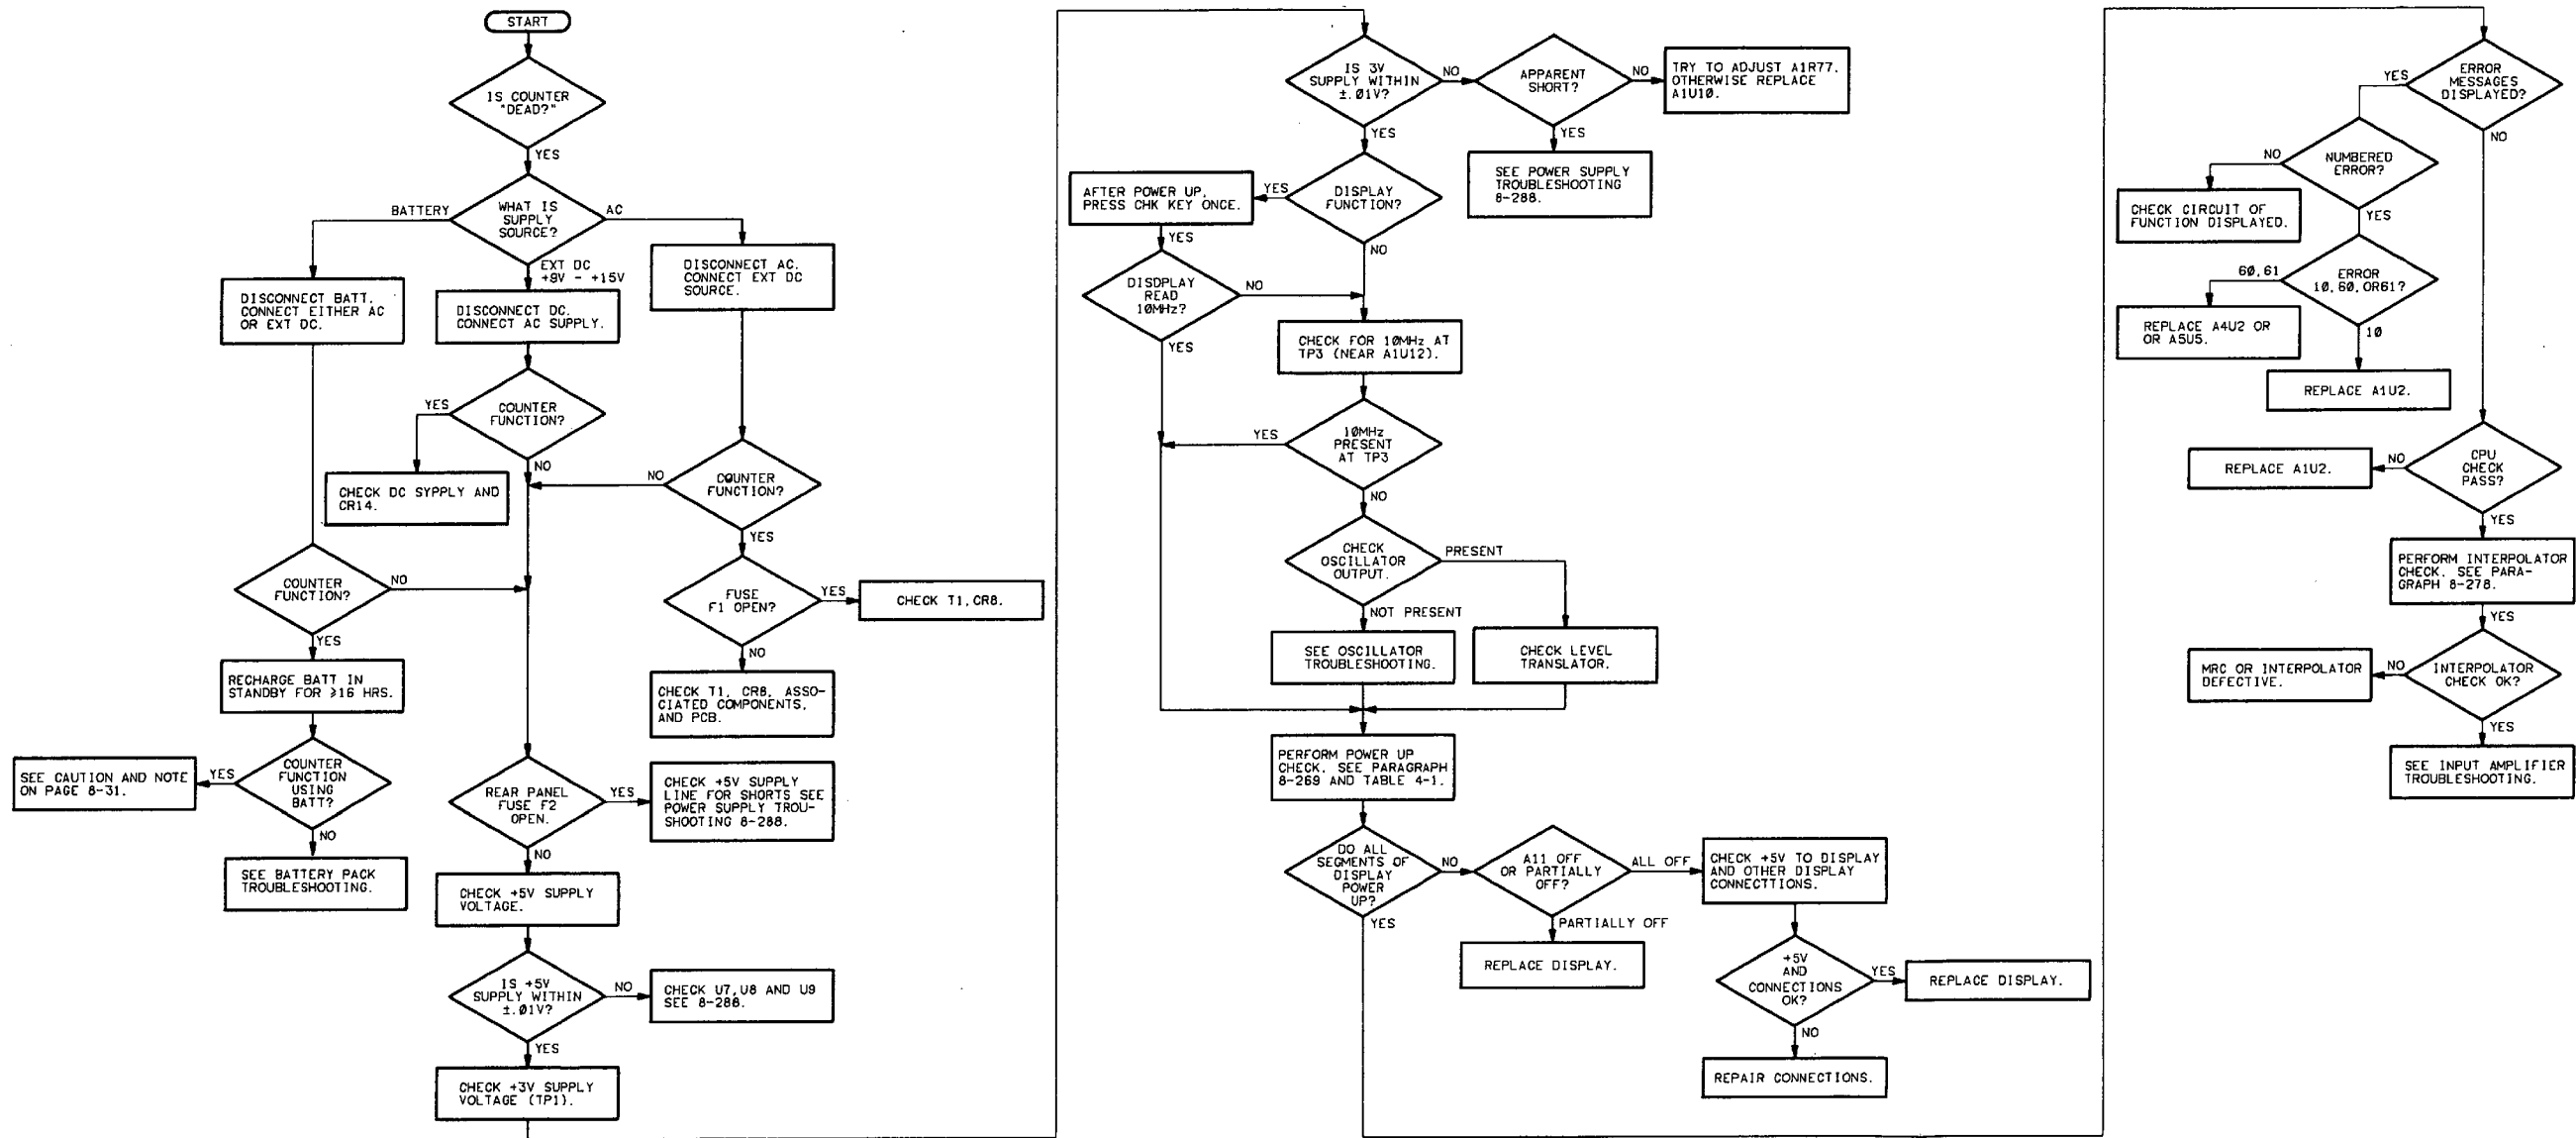 START
IS COUNTER
"DEAD?"
YES
WHAT IS
SUPPLY
SOURCE?
BATTERY
AC
EXT DC
+9V - +15V
DISCONNECT BATT.
CONNECT EITHER AC
OR EXT DC.
DISCONNECT DC.
CONNECT AC SUPPLY.
DISCONNECT AC.
CONNECT EXT DC
SOURCE.
COUNTER
FUNCTION?
YES
NO
CHECK DC SYPPLY AND
CR14.
COUNTER
FUNCTION?
NO
YES
COUNTER
FUNCTION?
NO
YES
FUSE
F1 OPEN?
YES
CHECK T1,CR8.
NO
CHECK T1, CR8, ASSO-
CIATED COMPONENTS,
AND PCB.
RECHARGE BATT IN
STANDBY FOR ≥16 HRS.
COUNTER
FUNCTION
USING
BATT?
YES
SEE CAUTION AND NOTE
ON PAGE 8-31.
NO
SEE BATTERY PACK
TROUBLESHOOTING.
REAR PANEL
FUSE F2
OPEN.
YES
CHECK +5V SUPPLY
LINE FOR SHORTS SEE
POWER SUPPLY TROU-
SHOOTING 8-288.
NO
CHECK +5V SUPPLY
VOLTAGE.
IS +5V
SUPPLY WITHIN
±.01V?
NO
CHECK U7,U8 AND U9
SEE 8-288.
YES
CHECK +3V SUPPLY
VOLTAGE (TP1).
IS 3V
SUPPLY WITHIN
±.01V?
NO
APPARENT
SHORT?
NO
TRY TO ADJUST A1R77.
OTHERWISE REPLACE
A1U10.
YES
YES
SEE POWER SUPPLY
TROUBLESHOOTING
8-288.
DISPLAY
FUNCTION?
YES
AFTER POWER UP,
PRESS CHK KEY ONCE.
YES
NO
DISDPLAY
READ
10MHz?
NO
YES
CHECK FOR 10MHz AT
TP3 (NEAR A1U12).
10MHz
PRESENT
AT TP3
YES
NO
CHECK
OSCILLATOR
OUTPUT.
PRESENT
NOT PRESENT
SEE OSCILLATOR
TROUBLESHOOTING.
CHECK LEVEL
TRANSLATOR.
PERFORM POWER UP
CHECK. SEE PARAGRAPH
8-269 AND TABLE 4-1.
DO ALL
SEGMENTS OF
DISPLAY
POWER
UP?
NO
A11 OFF
OR PARTIALLY
OFF?
ALL OFF
CHECK +5V TO DISPLAY
AND OTHER DISPLAY
CONNECTTIONS.
YES
PARTIALLY OFF
REPLACE DISPLAY.
+5V
AND
CONNECTIONS
OK?
YES
REPLACE DISPLAY.
NO
REPAIR CONNECTIONS.
ERROR
MESSAGES
DISPLAYED?
YES
NO
NUMBERED
ERROR?
NO
CHECK CIRCUIT OF
FUNCTION DISPLAYED.
YES
ERROR
10,60,OR61?
60,61
REPLACE A4U2 OR
OR A5U5.
10
REPLACE A1U2.
CPU
CHECK
PASS?
NO
REPLACE A1U2.
YES
PERFORM INTERPOLATOR
CHECK. SEE PARA-
GRAPH 8-278.
YES
INTERPOLATOR
CHECK OK?
NO
MRC OR INTERPOLATOR
DEFECTIVE.
YES
SEE INPUT AMPLIFIER
TROUBLESHOOTING.